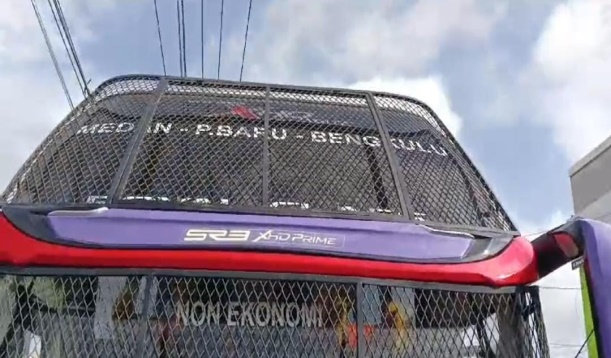 MEDAN - P.BARU - BENGKULU
SR3 XHD PRIME
NON EKONOMI